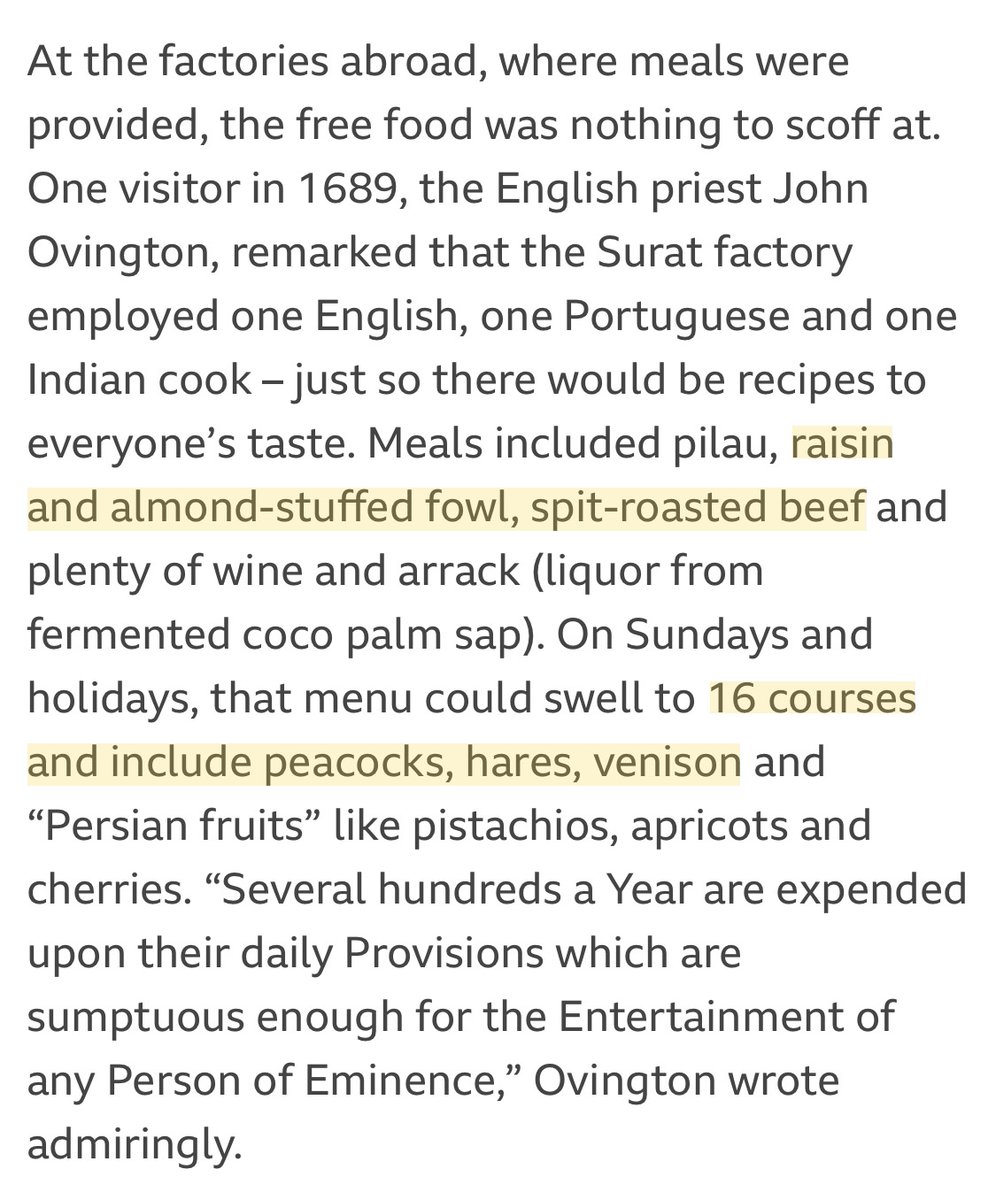 At the factories abroad, where meals were
provided, the free food was nothing to scoff at.
One visitor in 1689, the English priest John
Ovington, remarked that the Surat factory
employed one English, one Portuguese and one
Indian cook – just so there would be recipes to
everyone’s taste. Meals included pilau, raisin
and almond-stuffed fowl, spit-roasted beef and
plenty of wine and arrack (liquor from
fermented coco palm sap). On Sundays and
holidays, that menu could swell to 16 courses
and include peacocks, hares, venison and
“Persian fruits” like pistachios, apricots and
cherries. “Several hundreds a Year are expended
upon their daily Provisions which are
sumptuous enough for the Entertainment of
any Person of Eminence,” Ovington wrote
admiringly.